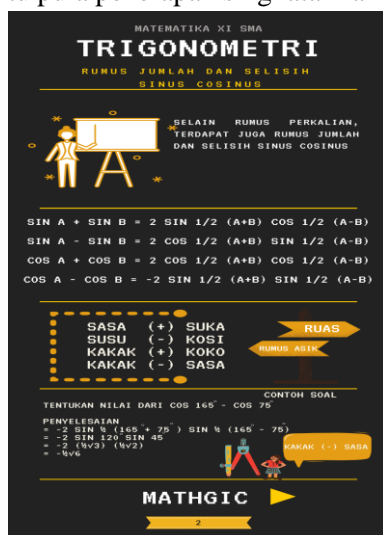 MATEMATIKA XI SMA
TRIGONOMETRI
RUMUS JUMLAH DAN SELISIH
SINUS COSINUS
SELAIN RUMUS PERKALIAN,
TERDAPAT JUGA RUMUS JUMLAH
DAN SELISIH SINUS COSINUS
SIN A + SIN B = 2 SIN 1/2 (A+B) COS 1/2 (A-B)
SIN A - SIN B = 2 COS 1/2 (A+B) SIN 1/2 (A-B)
COS A + COS B = 2 COS 1/2 (A+B) COS 1/2 (A-B)
COS A - COS B = -2 SIN 1/2 (A+B) SIN 1/2 (A-B)
SASA (+) SUKA
SUSU (-) KOSI
KAKAK (+) KOKO
KAKAK (-) SASA
RUAS
RUMUS ASIK
CONTOH SOAL
TENTUKAN NILAI DARI COS 165° - COS 75°
PENYELESAIAN
= -2 SIN ½ (165°+ 75°) SIN ½ (165°- 75°)
= -2 SIN 120°SIN 45
= -2 (½√3) (½√2)
= -½√6
KAKAK (-) SASA
MATHGIC
2